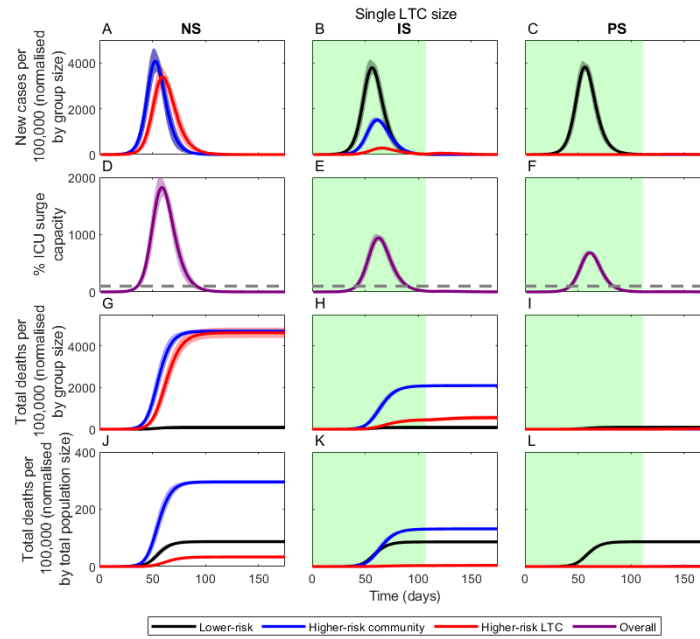 Single LTC size
A NS B IS C PS
New cases per
100,000 (normalised
by group size)
4000
2000
0
D E F
% ICU surge
capacity
2000
1000
0
G H I
Total deaths per
100,000 (normalised
by group size)
4000
2000
0
J K L
Total deaths per
100,000 (normalised
by total population size)
400
200
0
0 50 100 150 0 50 100 150 0 50 100 150
Time (days)
Lower-risk Higher-risk community Higher-risk LTC Overall